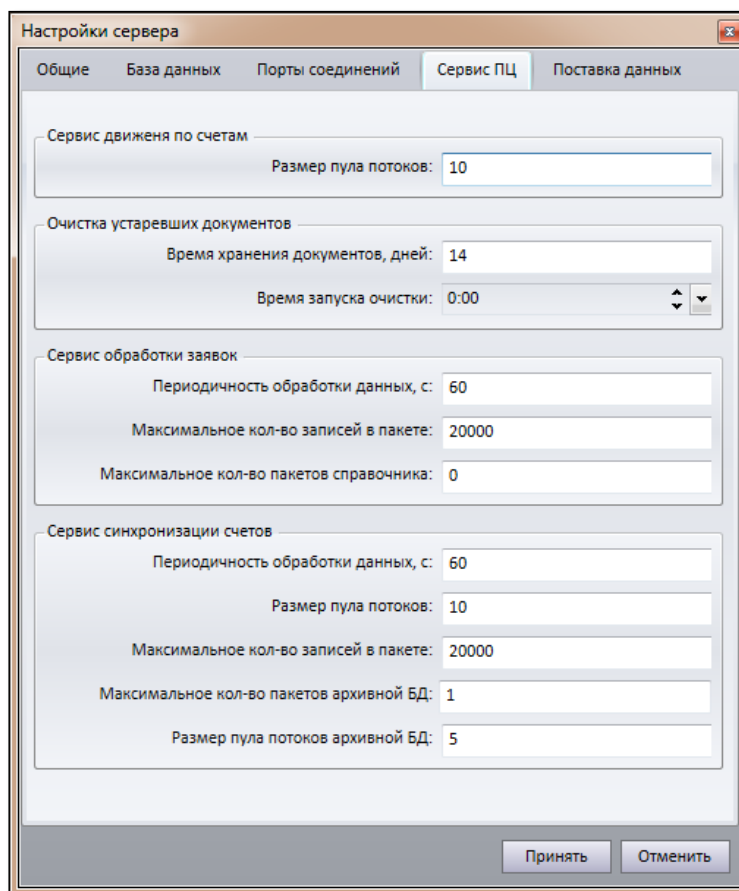 Настройки сервера
Общие База данных Порты соединений Сервис ПЦ Поставка данных
Сервис движеня по счетам
Размер пула потоков: 10
Очистка устаревших документов
Время хранения документов, дней: 14
Время запуска очистки: 0:00
Сервис обработки заявок
Периодичность обработки данных, с: 60
Максимальное кол-во записей в пакете: 20000
Максимальное кол-во пакетов справочника: 0
Сервис синхронизации счетов
Периодичность обработки данных, с: 60
Размер пула потоков: 10
Максимальное кол-во записей в пакете: 20000
Максимальное кол-во пакетов архивной БД: 1
Размер пула потоков архивной БД: 5
Принять Отменить